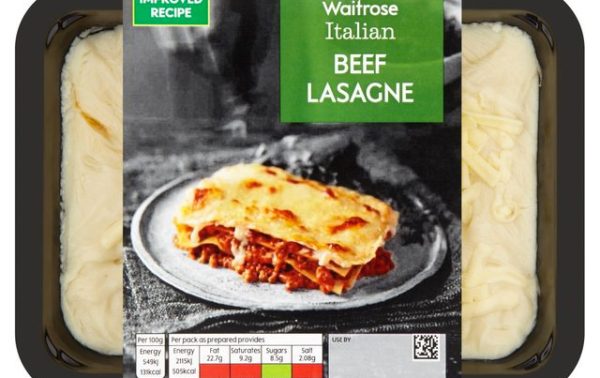 IMPROVED
RECIPE
Waitrose
Italian
BEEF
LASAGNE
Per 100g
Per pack as prepared provides
Energy
549kJ
131kcal
Energy
2115kJ
505kcal
Fat
22.7g
Saturates
9.2g
Sugars
8.5g
Salt
2.08g
USE BY